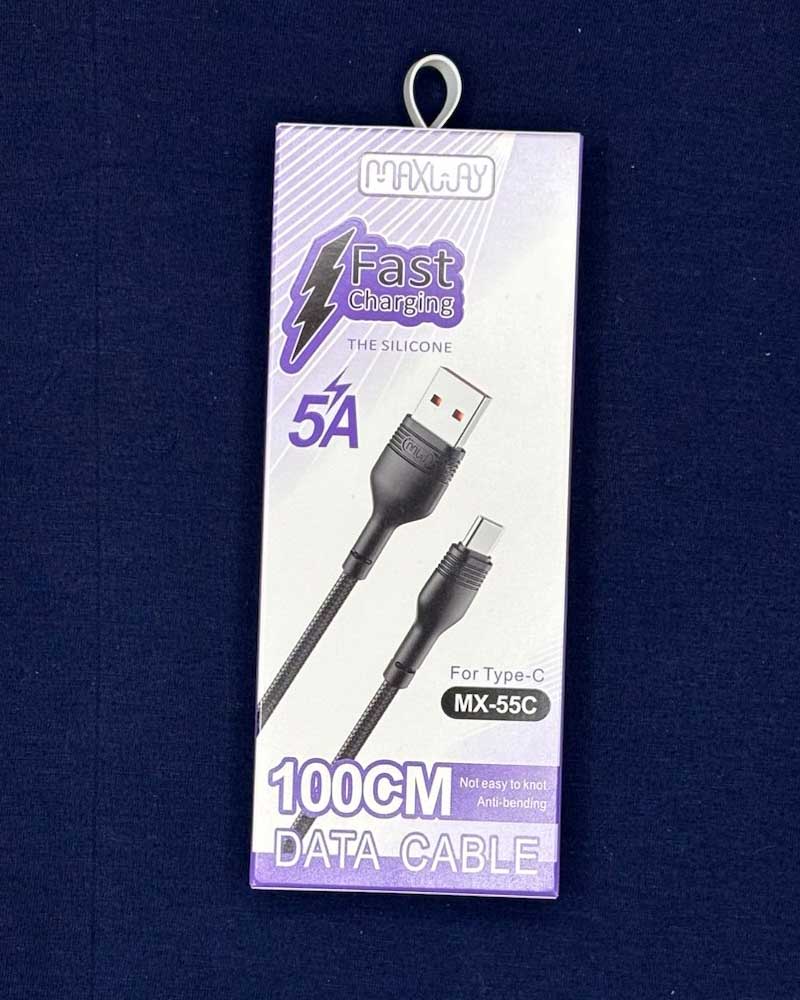 MAXWAY
Fast
Charging
THE SILICONE
5A
For Type-C
MX-55C
100CM
Not easy to knot
Anti-bending
DATA CABLE